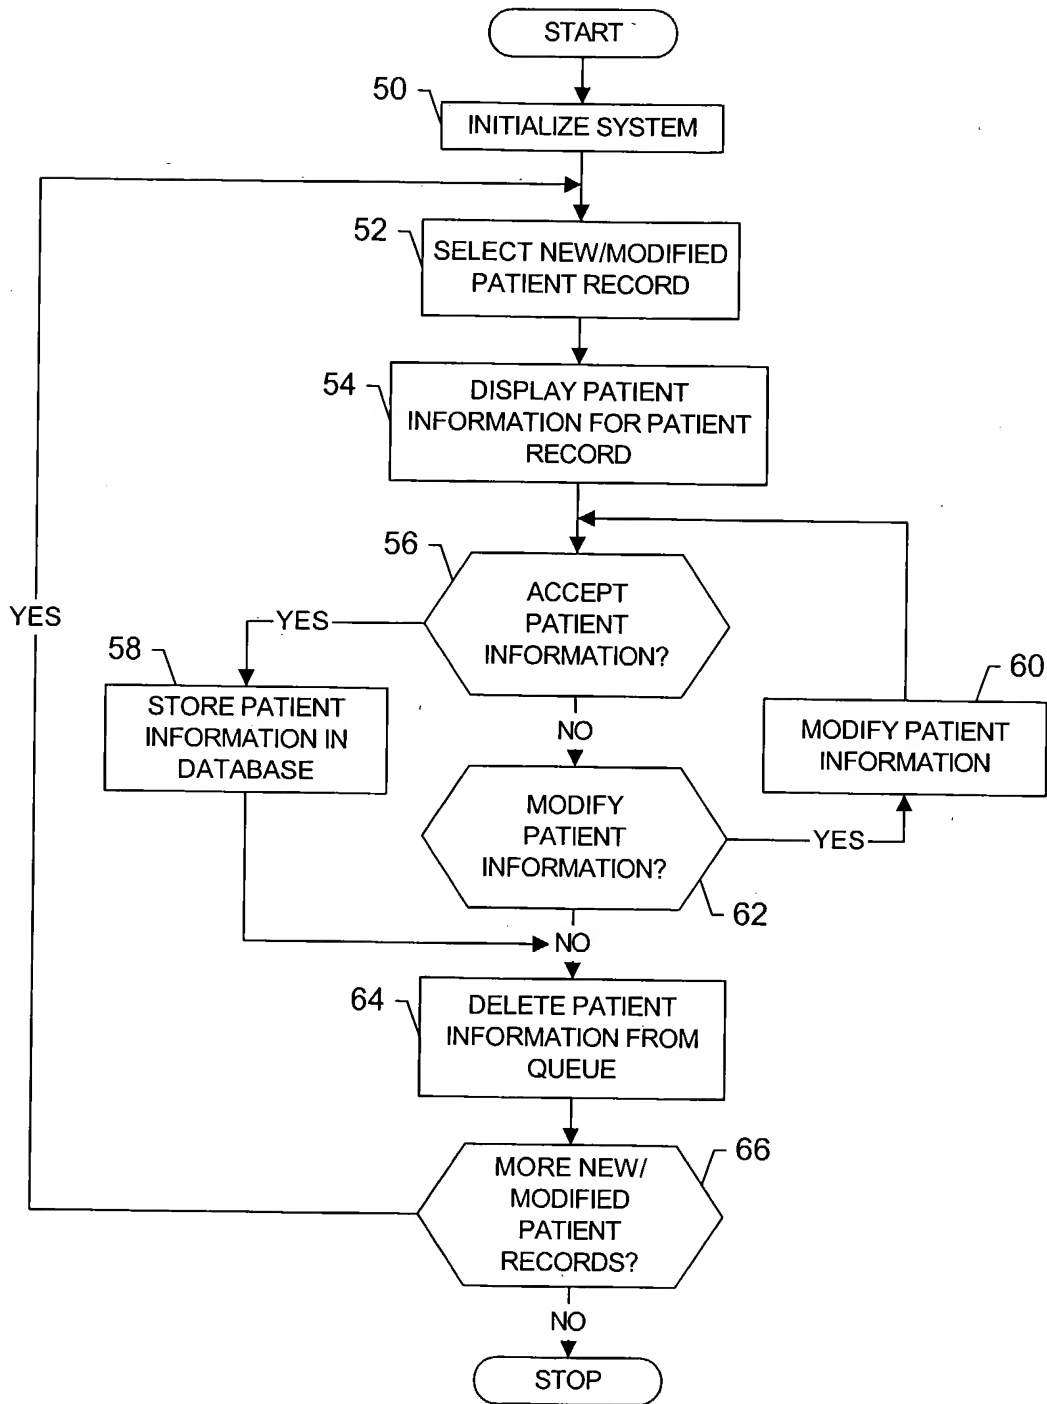 START
50
INITIALIZE SYSTEM
52
SELECT NEW/MODIFIED
PATIENT RECORD
54
DISPLAY PATIENT
INFORMATION FOR PATIENT
RECORD
56
ACCEPT
PATIENT
INFORMATION?
YES
YES
58
STORE PATIENT
INFORMATION IN
DATABASE
NO
60
MODIFY PATIENT
INFORMATION
MODIFY
PATIENT
INFORMATION?
YES
62
NO
64
DELETE PATIENT
INFORMATION FROM
QUEUE
66
MORE NEW/
MODIFIED
PATIENT
RECORDS?
NO
STOP